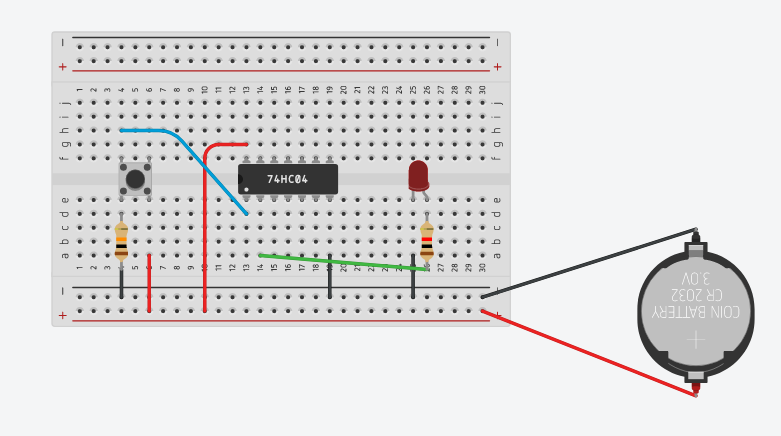 − −
+ +
1 2 3 4 5 6 7 8 9 10 11 12 13 14 15 16 17 18 19 20 21 22 23 24 25 26 27 28 29 30
j j
i i
h h
g g
f f
74HC04
e e
d d
c c
b b
a a
1 2 3 4 5 6 7 8 9 10 11 12 13 14 15 16 17 18 19 20 21 22 23 24 25 26 27 28 29 30
− −
+ +
COIN BATTERY
CR 2032
3.0V
+